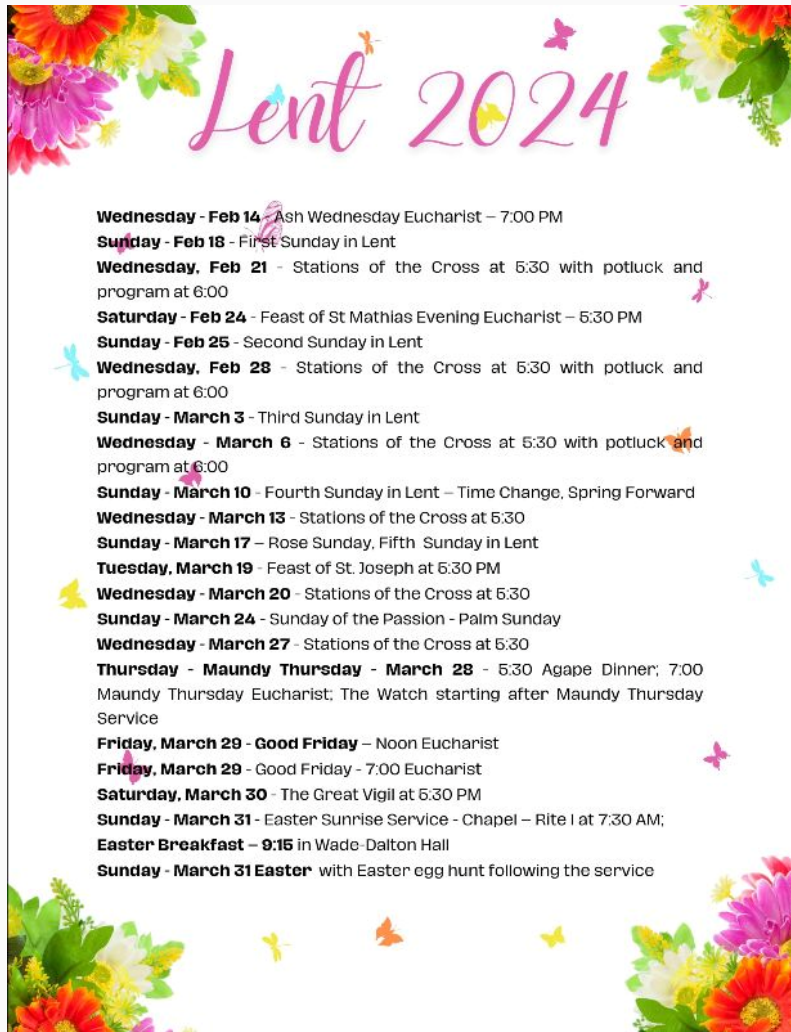 Lent 2024
Wednesday - Feb 14 - Ash Wednesday Eucharist – 7:00 PM
Sunday - Feb 18 - First Sunday in Lent
Wednesday, Feb 21 - Stations of the Cross at 5:30 with potluck and
program at 6:00
Saturday - Feb 24 - Feast of St Mathias Evening Eucharist – 5:30 PM
Sunday - Feb 25 - Second Sunday in Lent
Wednesday, Feb 28 - Stations of the Cross at 5:30 with potluck and
program at 6:00
Sunday - March 3 - Third Sunday in Lent
Wednesday - March 6 - Stations of the Cross at 5:30 with potluck and
program at 6:00
Sunday - March 10 - Fourth Sunday in Lent – Time Change, Spring Forward
Wednesday - March 13 - Stations of the Cross at 5:30
Sunday - March 17 – Rose Sunday, Fifth Sunday in Lent
Tuesday, March 19 - Feast of St. Joseph at 5:30 PM
Wednesday - March 20 - Stations of the Cross at 5:30
Sunday - March 24 - Sunday of the Passion - Palm Sunday
Wednesday - March 27 - Stations of the Cross at 5:30
Thursday - Maundy Thursday - March 28 - 5:30 Agape Dinner; 7:00
Maundy Thursday Eucharist; The Watch starting after Maundy Thursday
Service
Friday, March 29 - Good Friday – Noon Eucharist
Friday, March 29 - Good Friday - 7:00 Eucharist
Saturday, March 30 - The Great Vigil at 5:30 PM
Sunday - March 31 - Easter Sunrise Service - Chapel – Rite I at 7:30 AM;
Easter Breakfast – 9:15 in Wade-Dalton Hall
Sunday - March 31 Easter with Easter egg hunt following the service